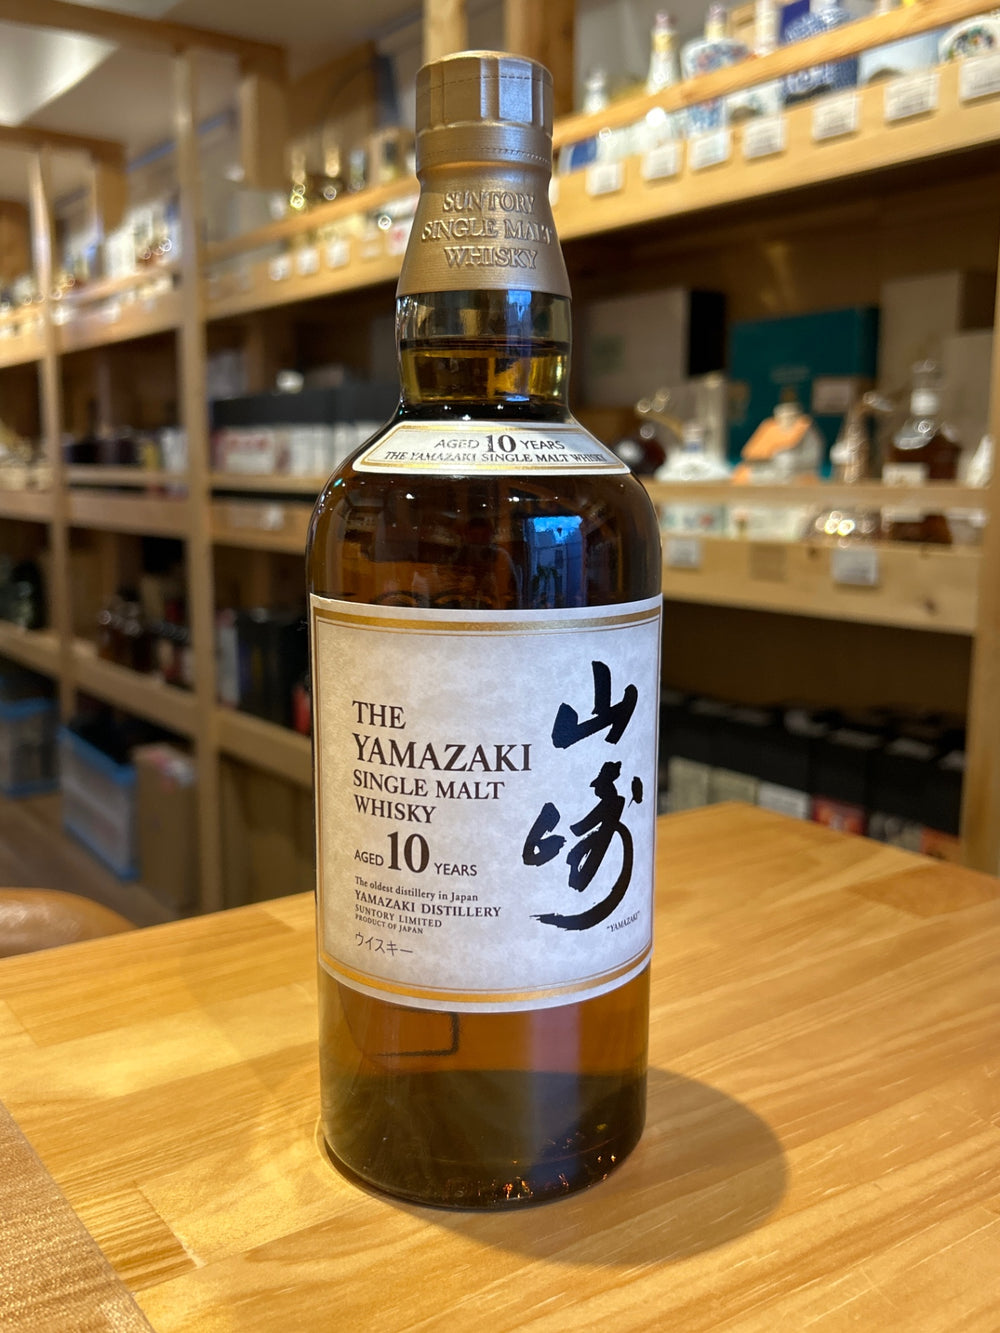 SUNTORY
SINGLE MALT
WHISKY
AGED 10 YEARS
THE YAMAZAKI SINGLE MALT WHISKY
THE
YAMAZAKI
SINGLE MALT
WHISKY
AGED 10 YEARS
The oldest distillery in Japan
YAMAZAKI DISTILLERY
SUNTORY LIMITED
PRODUCT OF JAPAN
ウイスキー
山崎
"YAMAZAKI"